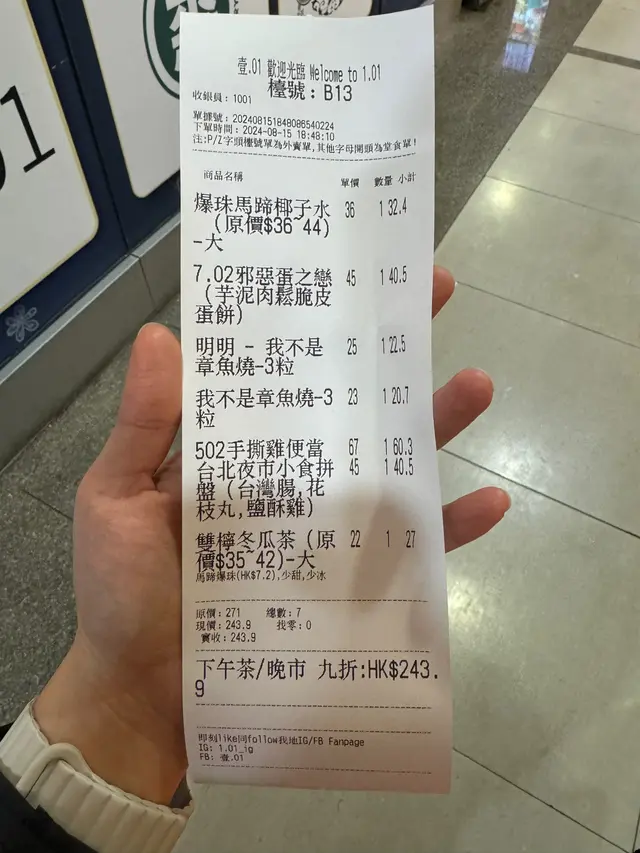 01
壹.01 歡迎光臨 Welcome to 1.01
檯號：B13
收銀員：1001
單據號：202408151848086540224
下單時間：2024-08-15 18:48:10
注:P/Z字頭檯號單為外賣單,其他字母開頭為堂食單!
商品名稱 單價 數量 小計
爆珠馬蹄椰子水 36 1 32.4
(原價$36~44)
-大
7.02邪惡蛋之戀 45 1 40.5
(芋泥肉鬆脆皮
蛋餅)
明明 - 我不是 25 1 22.5
章魚燒-3粒
我不是章魚燒-3 23 1 20.7
粒
502手撕雞便當 67 1 60.3
台北夜市小食拼 45 1 40.5
盤 (台灣腸,花
枝丸,鹽酥雞)
雙檸冬瓜茶 (原 22 1 27
價$35~42)-大
馬蹄爆珠(HK$7.2),少甜,少冰
原價：271 總數：7
現價：243.9 找零：0
實收：243.9
下午茶/晚市 九折:HK$243.
9
即刻like同follow我地IG/FB Fanpage
IG: 1.01_ig
FB: 壹.01